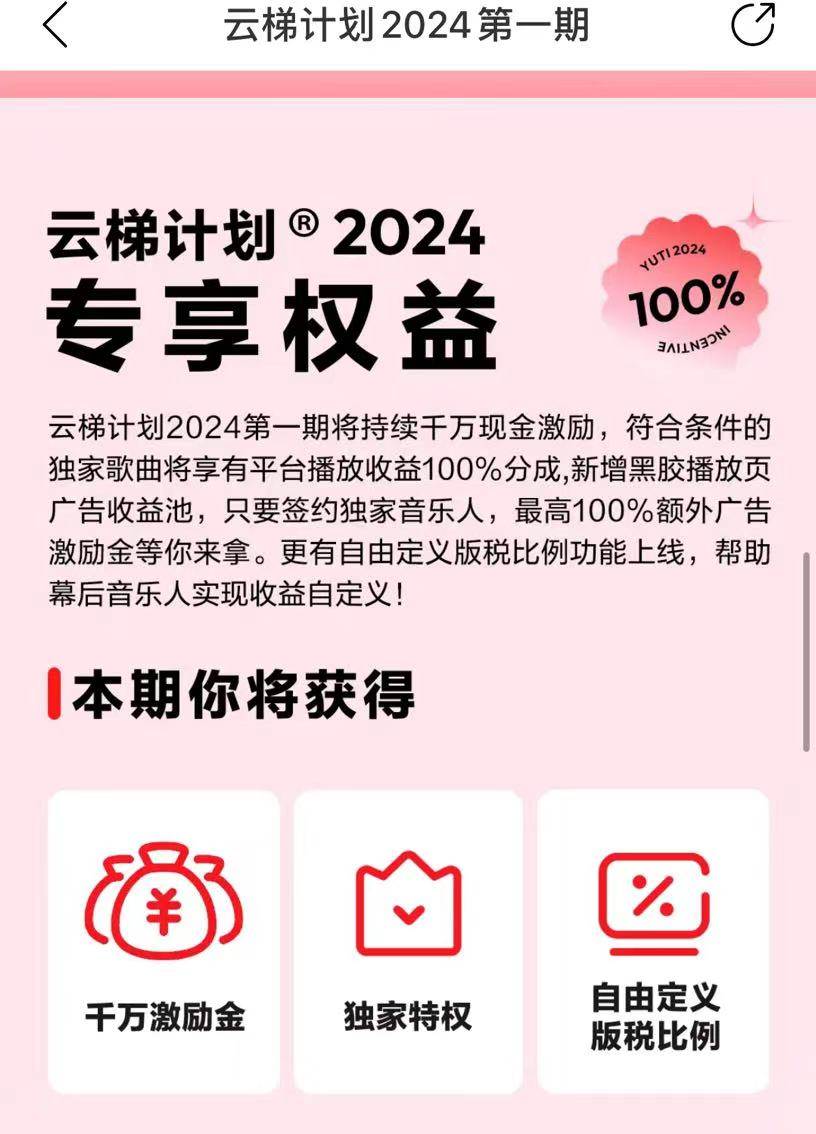 云梯计划2024第一期
云梯计划®2024
专享权益
YUTI 2024
100%
INCENTIVE
云梯计划2024第一期将持续千万现金激励，符合条件的
独家歌曲将享有平台播放收益100%分成,新增黑胶播放页
广告收益池，只要签约独家音乐人，最高100%额外广告
激励金等你来拿。更有自由定义版税比例功能上线，帮助
幕后音乐人实现收益自定义！
本期你将获得
千万激励金
独家特权
自由定义
版税比例